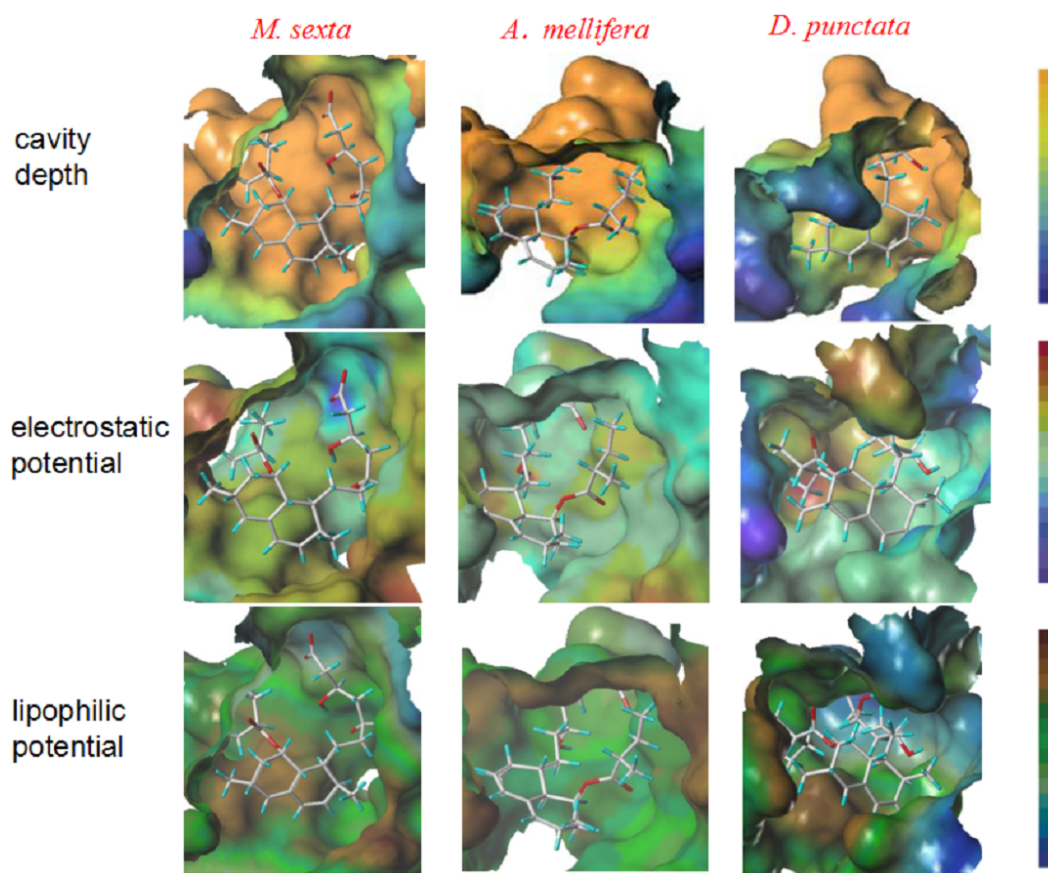 M. sexta
A. mellifera
D. punctata
cavity
depth
electrostatic
potential
lipophilic
potential